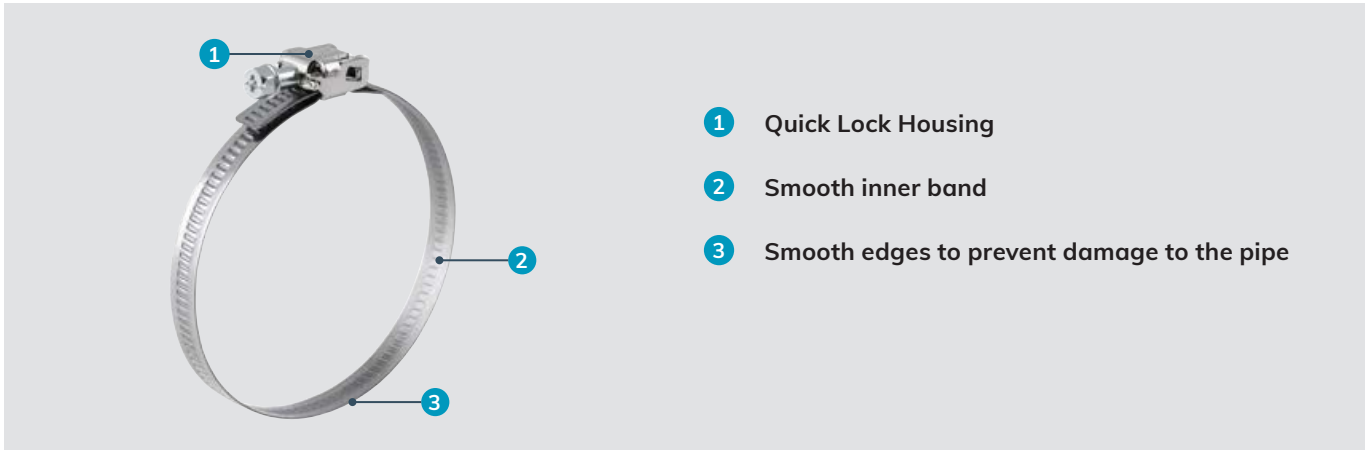 1
2
3
1 Quick Lock Housing
2 Smooth inner band
3 Smooth edges to prevent damage to the pipe